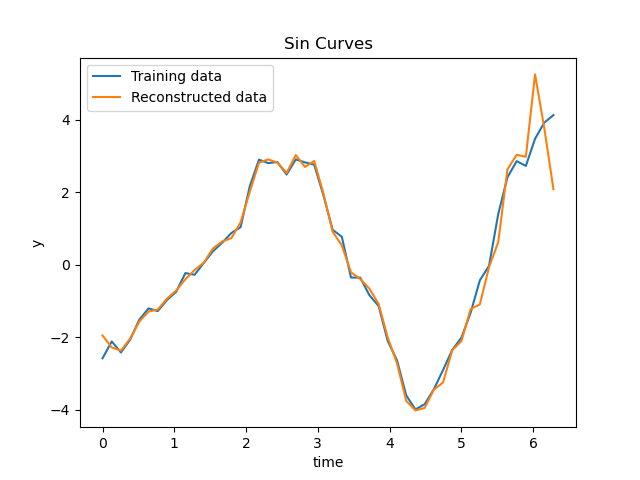 Sin Curves
Training data
Reconstructed data
4
2
0
−2
−4
y
0 1 2 3 4 5 6
time